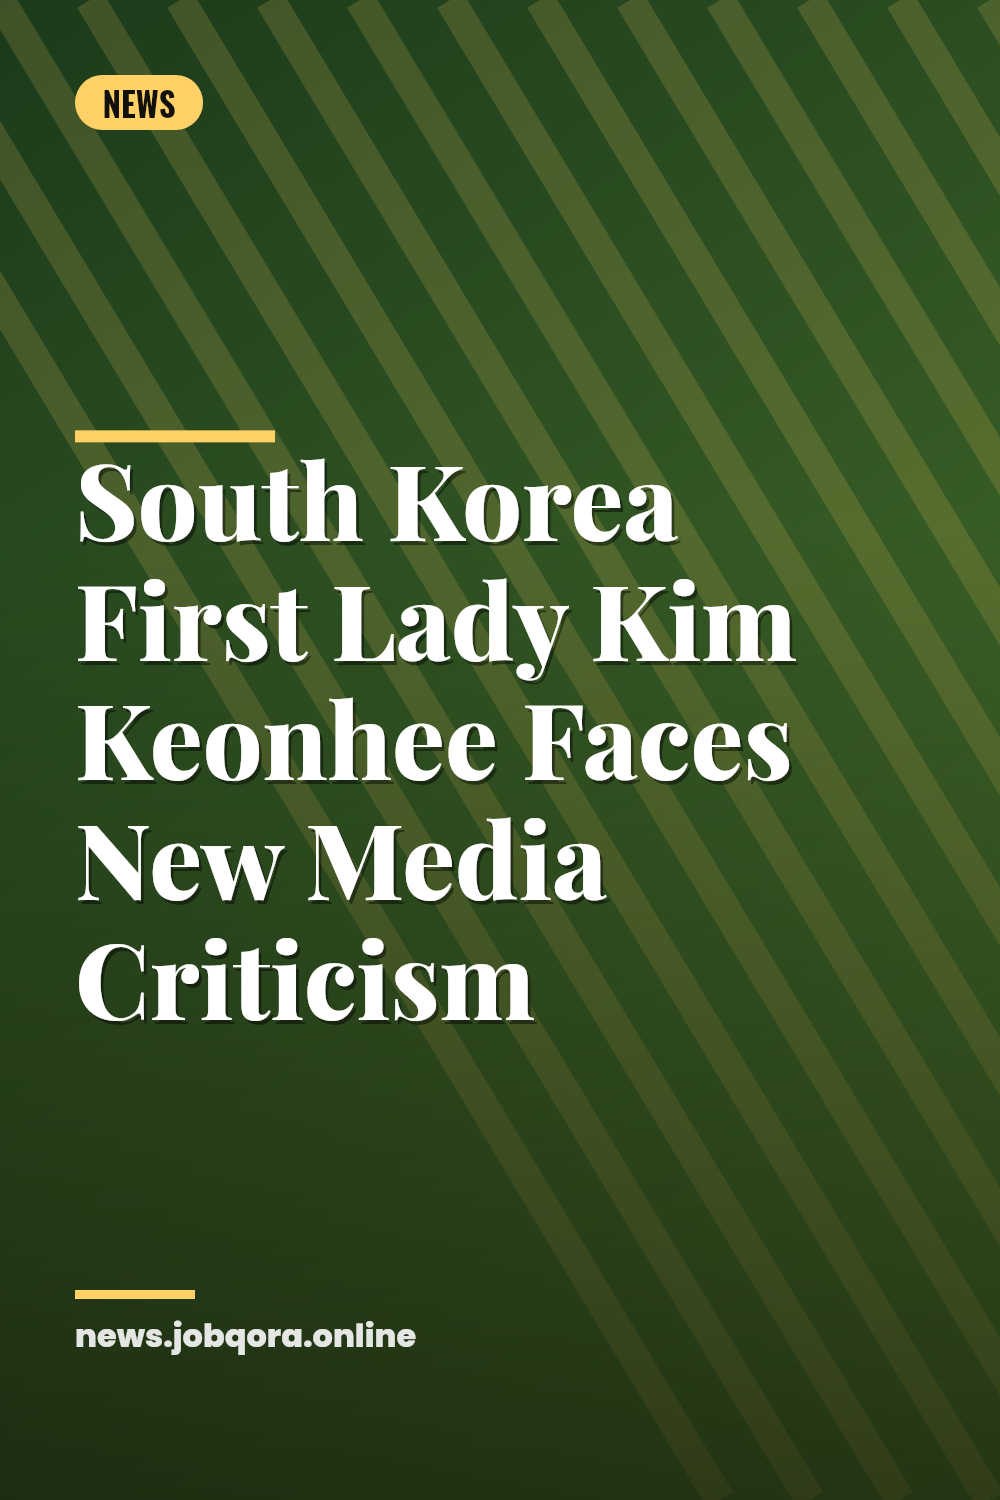 NEWS
South Korea
First Lady Kim
Keonhee Faces
New Media
Criticism
news.jobqora.online